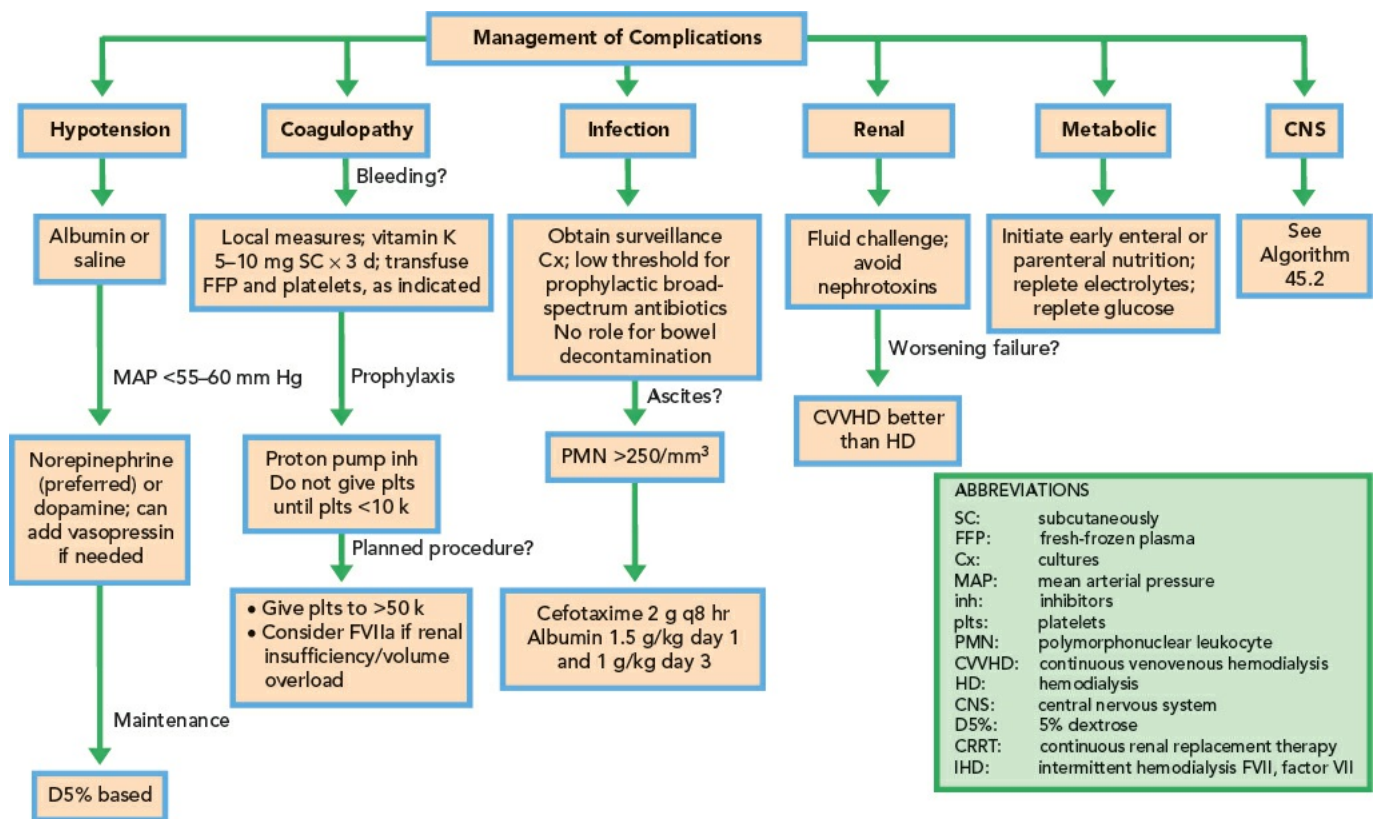 Management of Complications
Hypotension
Coagulopathy
Infection
Renal
Metabolic
CNS
Bleeding?
Albumin or
saline
Local measures; vitamin K
5–10 mg SC × 3 d; transfuse
FFP and platelets, as indicated
Obtain surveillance
Cx; low threshold for
prophylactic broad-
spectrum antibiotics
No role for bowel
decontamination
Fluid challenge;
avoid
nephrotoxins
Initiate early enteral or
parenteral nutrition;
replete electrolytes;
replete glucose
See
Algorithm
45.2
MAP <55–60 mm Hg
Prophylaxis
Ascites?
Worsening failure?
Norepinephrine
(preferred) or
dopamine; can
add vasopressin
if needed
Proton pump inh
Do not give plts
until plts <10 k
PMN >250/mm³
CVVHD better
than HD
Planned procedure?
• Give plts to >50 k
• Consider FVIIa if renal
insufficiency/volume
overload
Cefotaxime 2 g q8 hr
Albumin 1.5 g/kg day 1
and 1 g/kg day 3
Maintenance
D5% based
ABBREVIATIONS
SC: subcutaneously
FFP: fresh-frozen plasma
Cx: cultures
MAP: mean arterial pressure
inh: inhibitors
plts: platelets
PMN: polymorphonuclear leukocyte
CVVHD: continuous venovenous hemodialysis
HD: hemodialysis
CNS: central nervous system
D5%: 5% dextrose
CRRT: continuous renal replacement therapy
IHD: intermittent hemodialysis FVII, factor VII